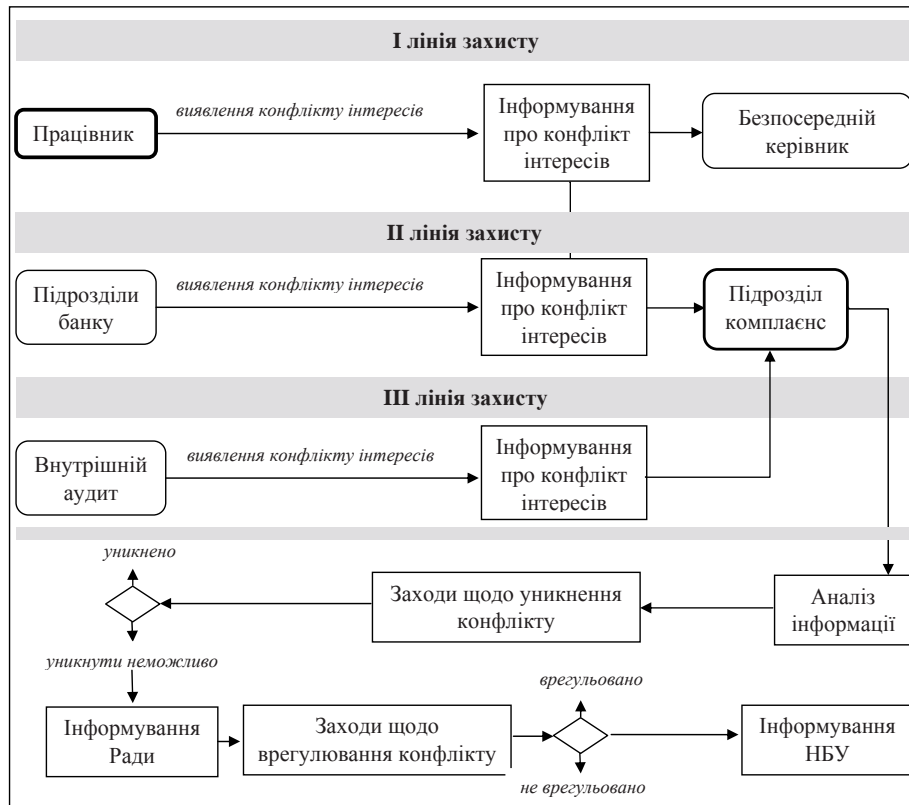 I лінія захисту
Працівник
виявлення конфлікту інтересів
Інформування
про конфлікт
інтересів
Безпосередній
керівник
II лінія захисту
Підрозділи
банку
виявлення конфлікту інтересів
Інформування
про конфлікт
інтересів
Підрозділ
комплаєнс
III лінія захисту
Внутрішній
аудит
виявлення конфлікту інтересів
Інформування
про конфлікт
інтересів
уникнено
Заходи щодо уникнення
конфлікту
Аналіз
інформації
уникнути неможливо
Інформування
Ради
Заходи щодо
врегулювання конфлікту
врегульовано
не врегульовано
Інформування
НБУ